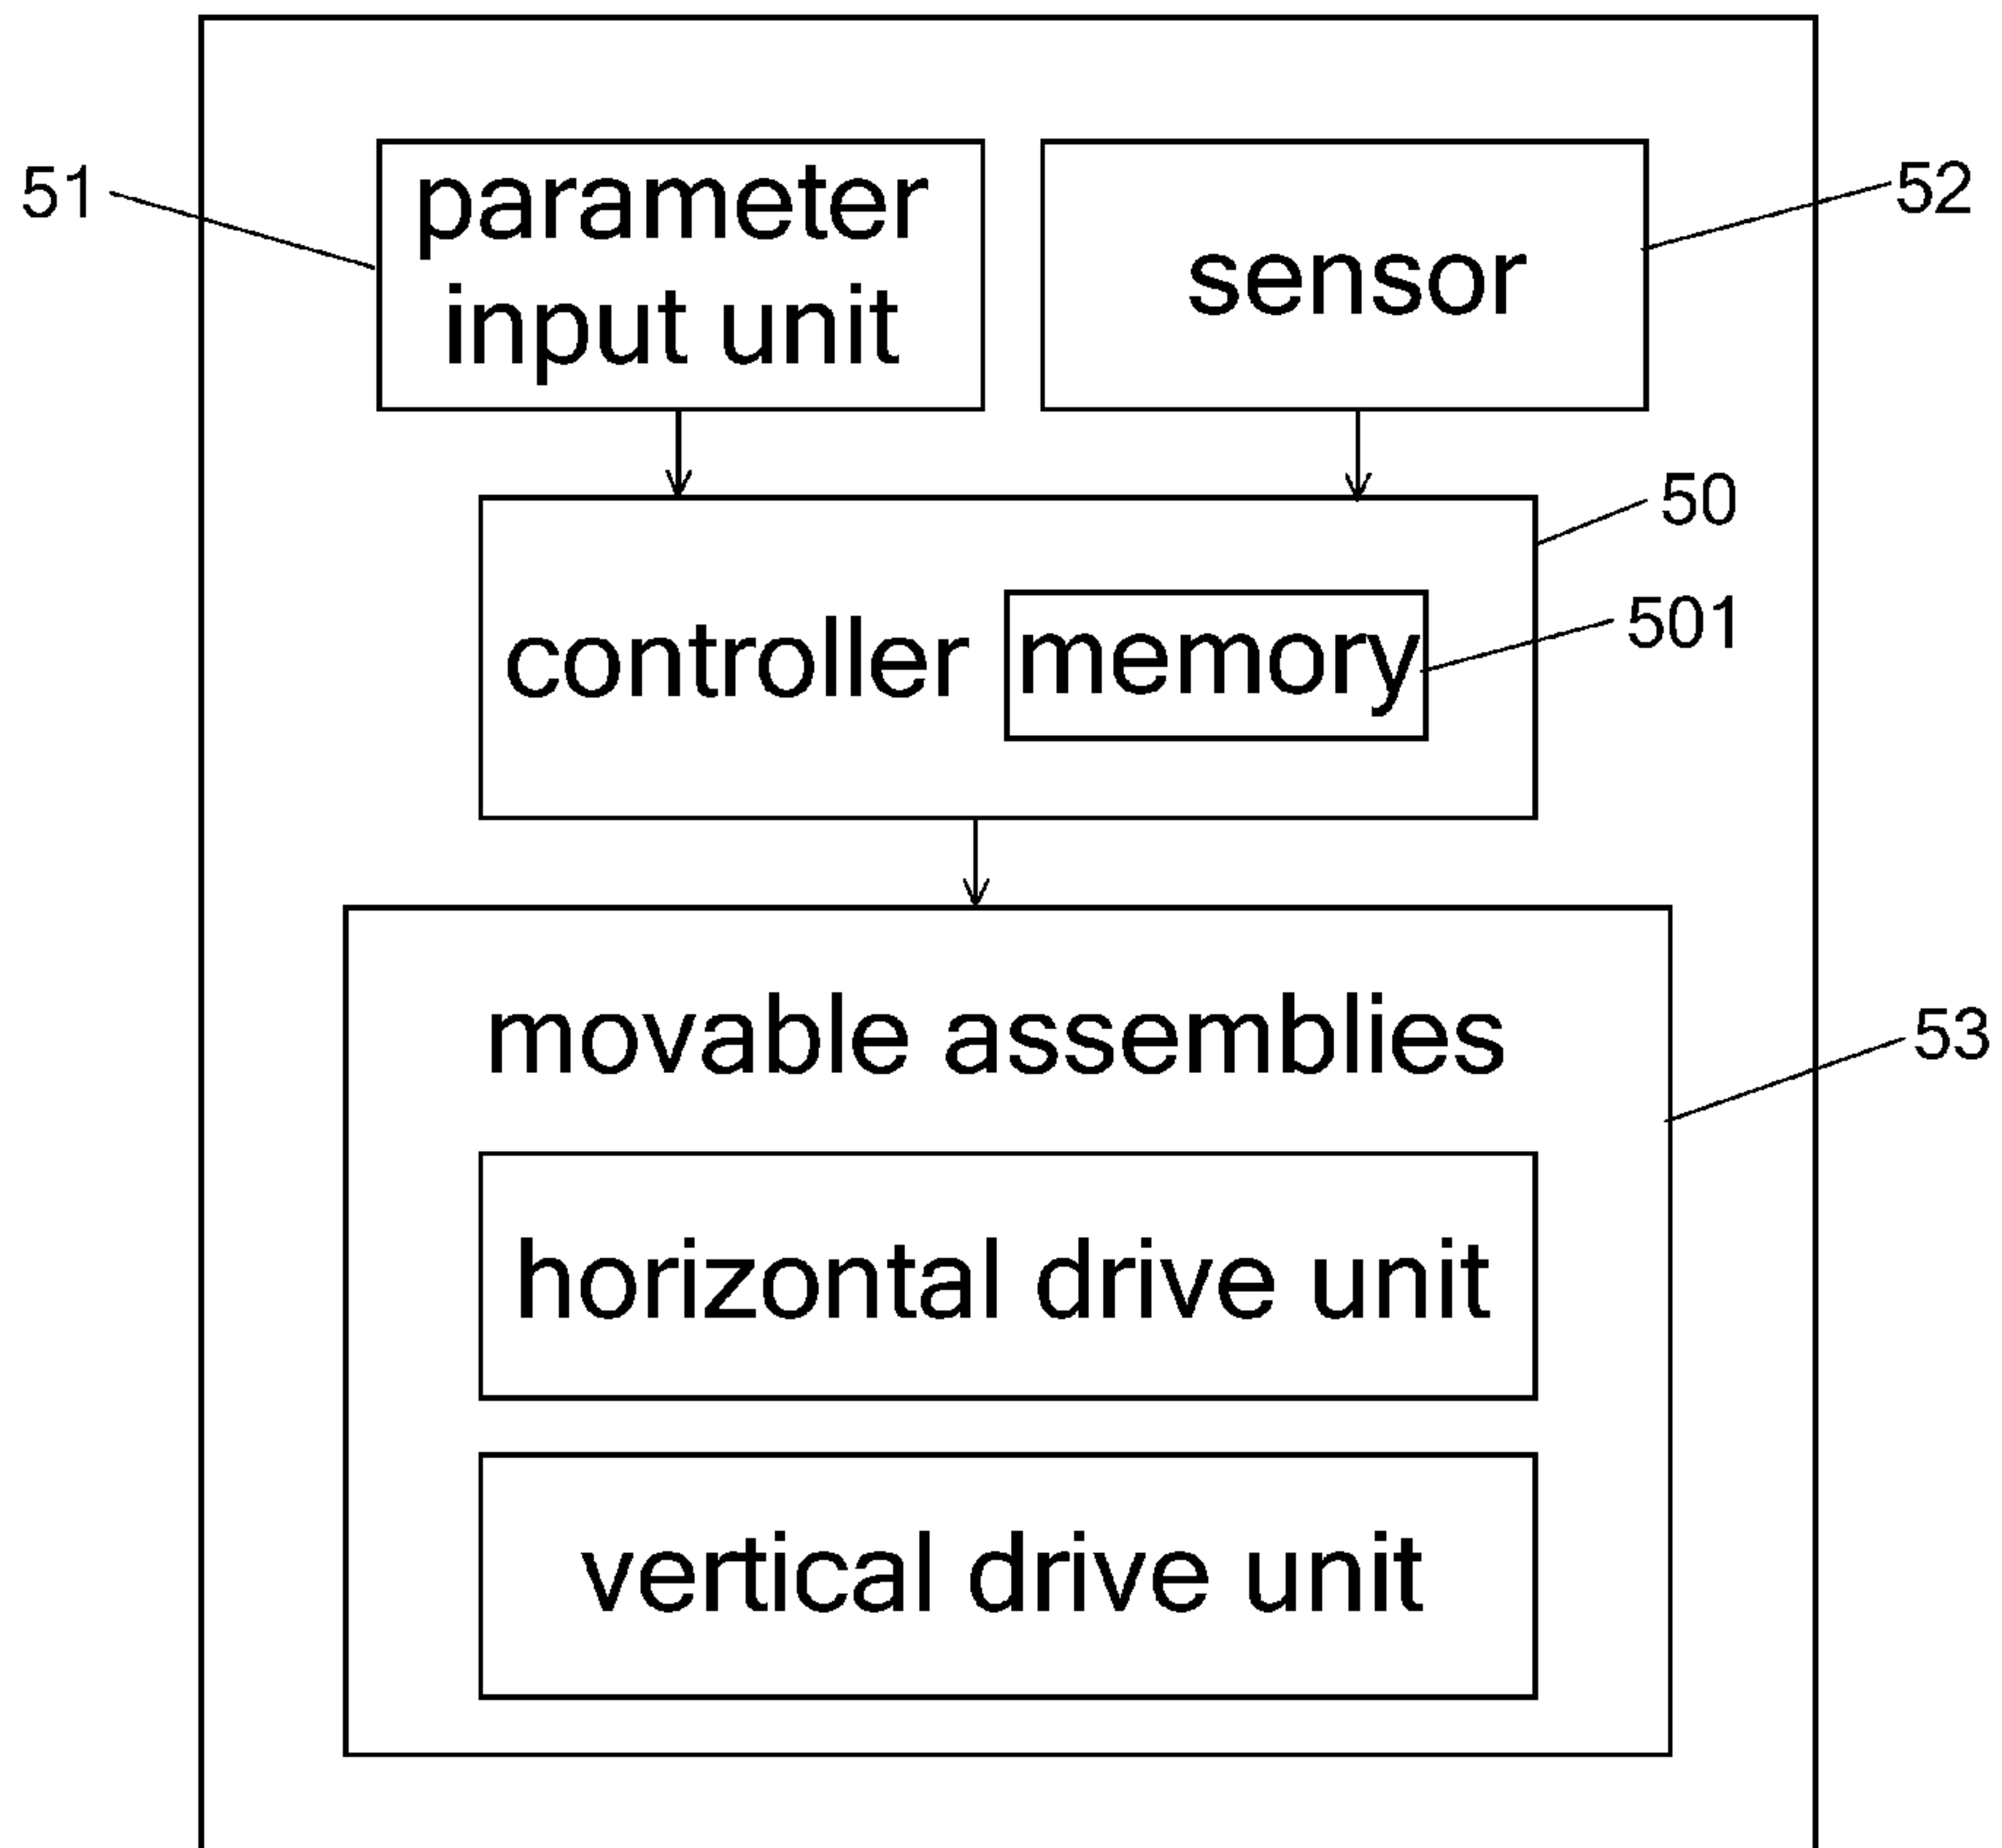 51
parameter
input unit
sensor
52
50
controller
memory
501
movable assemblies
53
horizontal drive unit
vertical drive unit